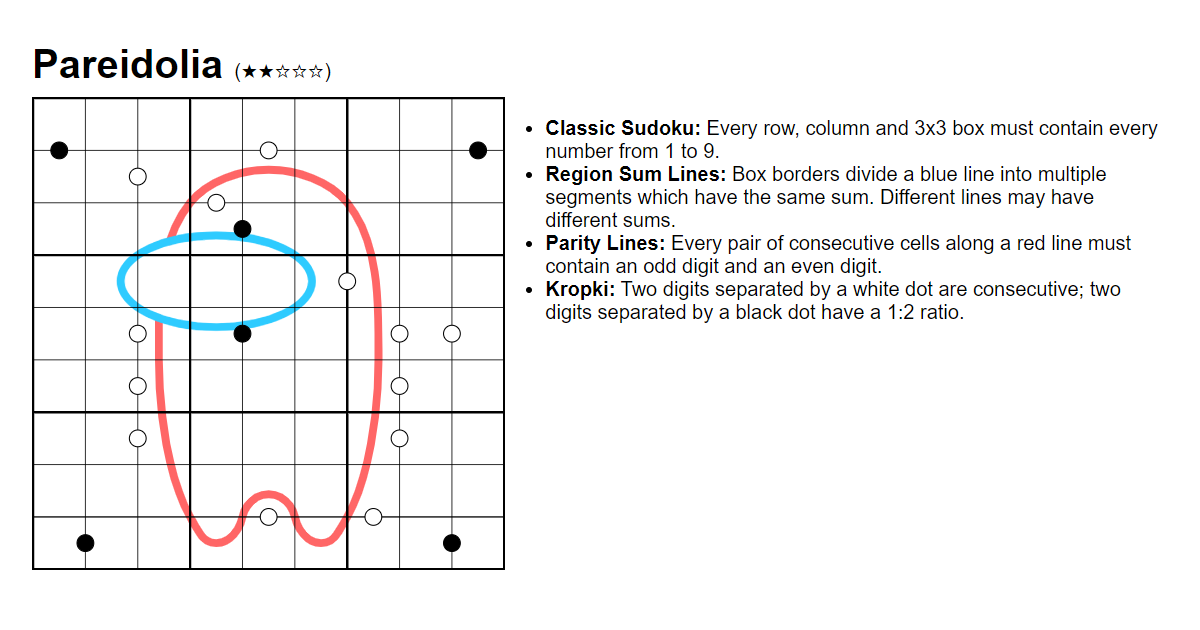 Pareidolia (★★☆☆☆)
• Classic Sudoku: Every row, column and 3x3 box must contain every
number from 1 to 9.
• Region Sum Lines: Box borders divide a blue line into multiple
segments which have the same sum. Different lines may have
different sums.
• Parity Lines: Every pair of consecutive cells along a red line must
contain an odd digit and an even digit.
• Kropki: Two digits separated by a white dot are consecutive; two
digits separated by a black dot have a 1:2 ratio.